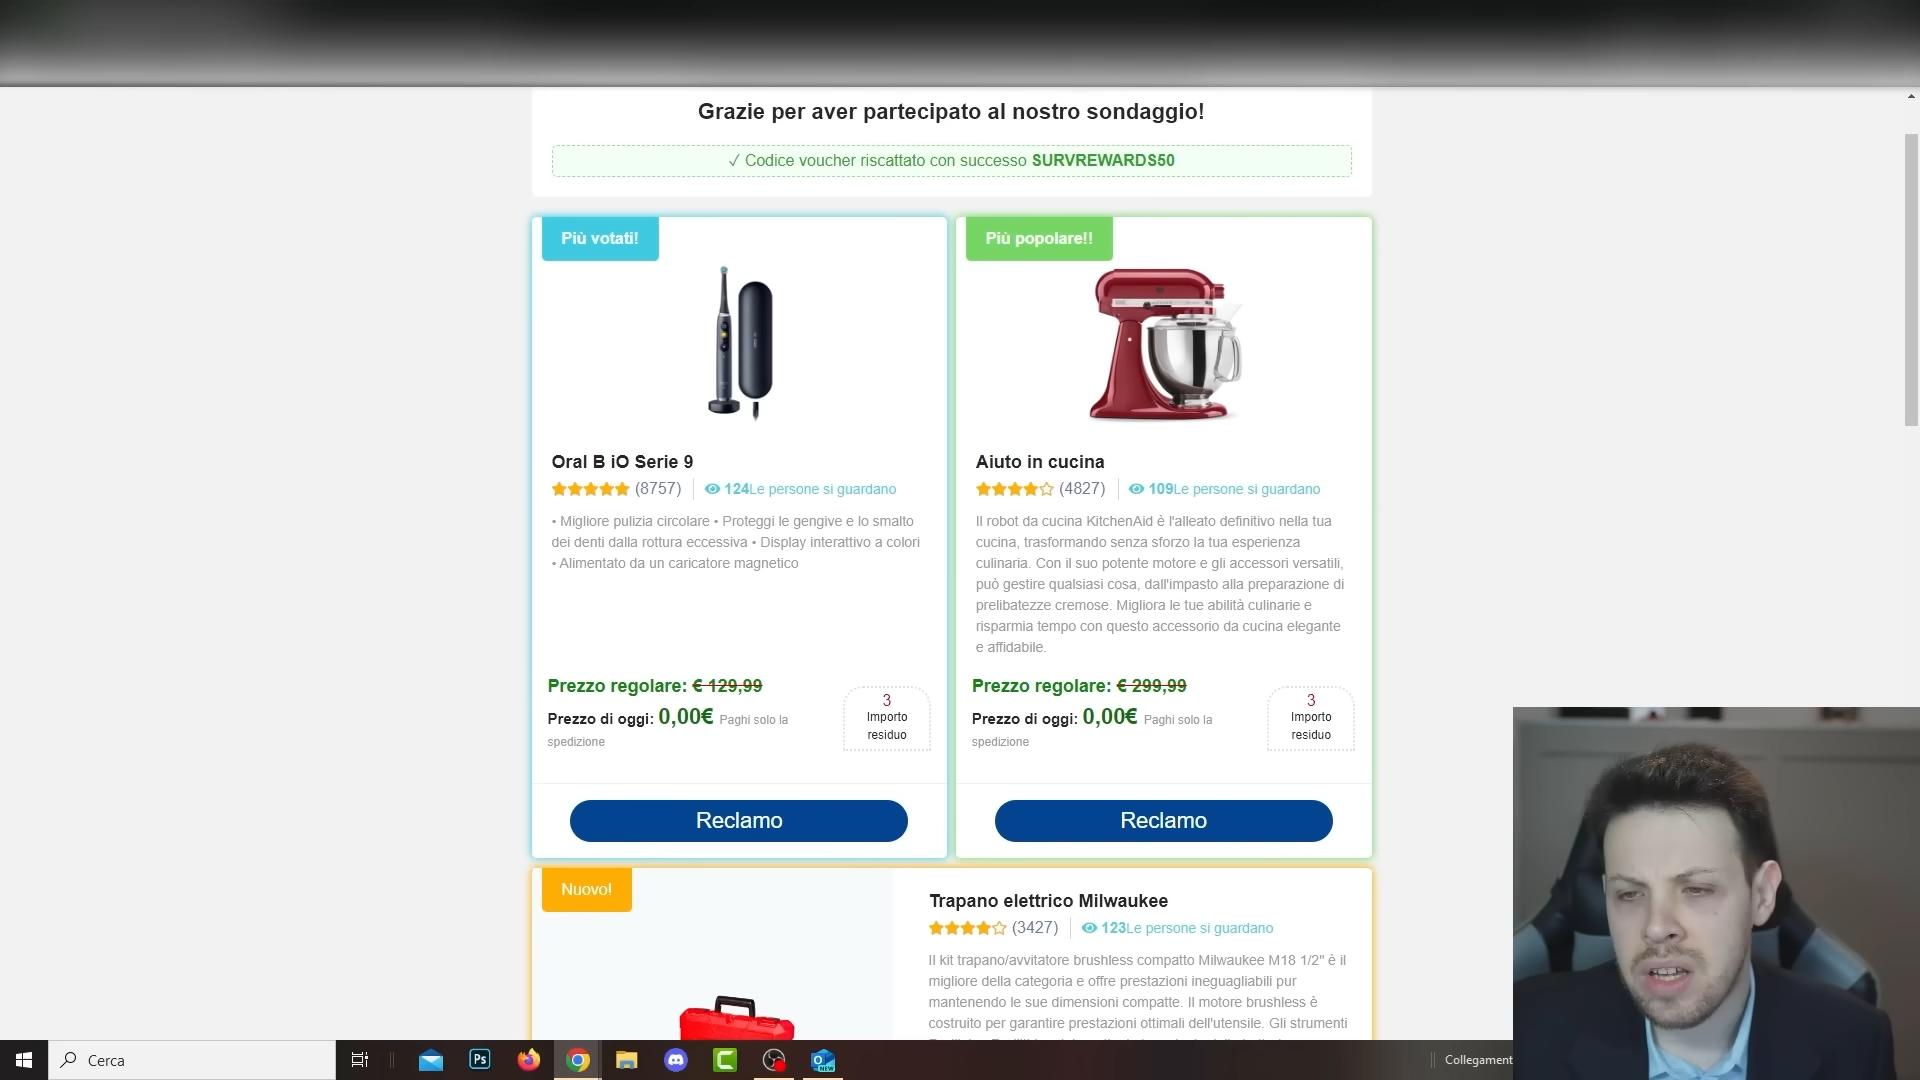 Grazie per aver partecipato al nostro sondaggio!
✓ Codice voucher riscattato con successo SURVREWARDS50
Più votati!
Oral B iO Serie 9
(8757) 124Le persone si guardano
• Migliore pulizia circolare • Proteggi le gengive e lo smalto
dei denti dalla rottura eccessiva • Display interattivo a colori
• Alimentato da un caricatore magnetico
Prezzo regolare: € 129,99
Prezzo di oggi: 0,00€ Paghi solo la
spedizione
3
Importo
residuo
Reclamo
Più popolare!!
Aiuto in cucina
(4827) 109Le persone si guardano
Il robot da cucina KitchenAid è l'alleato definitivo nella tua
cucina, trasformando senza sforzo la tua esperienza
culinaria. Con il suo potente motore e gli accessori versatili,
può gestire qualsiasi cosa, dall'impasto alla preparazione di
prelibatezze cremose. Migliora le tue abilità culinarie e
risparmia tempo con questo accessorio da cucina elegante
e affidabile.
Prezzo regolare: € 299,99
Prezzo di oggi: 0,00€ Paghi solo la
spedizione
3
Importo
residuo
Reclamo
Nuovo!
Trapano elettrico Milwaukee
(3427) 123Le persone si guardano
Il kit trapano/avvitatore brushless compatto Milwaukee M18 1/2" è il
migliore della categoria e offre prestazioni ineguagliabili pur
mantenendo le sue dimensioni compatte. Il motore brushless è
costruito per garantire prestazioni ottimali dell'utensile. Gli strumenti
Cerca
Ps
NEW
Collegament